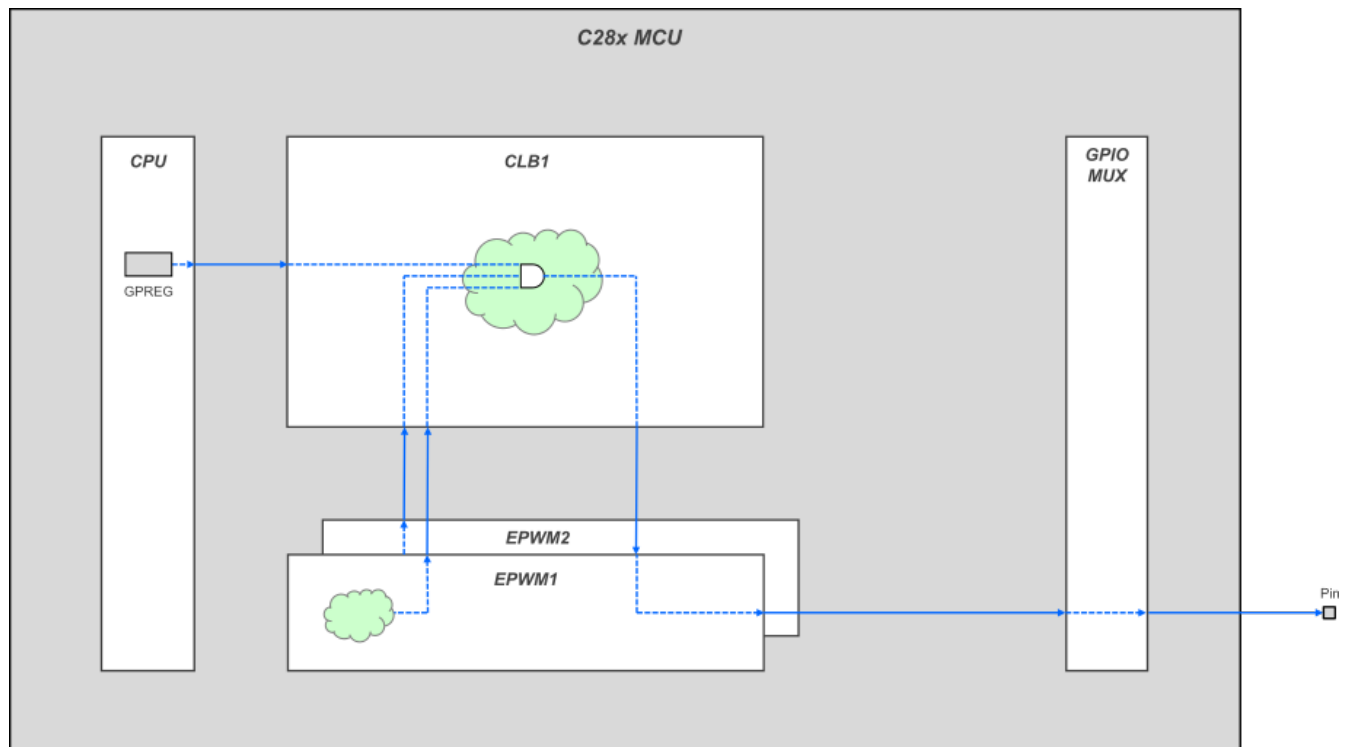 C28x MCU
CPU
CLB1
GPIO
MUX
GPREG
EPWM2
EPWM1
Pin